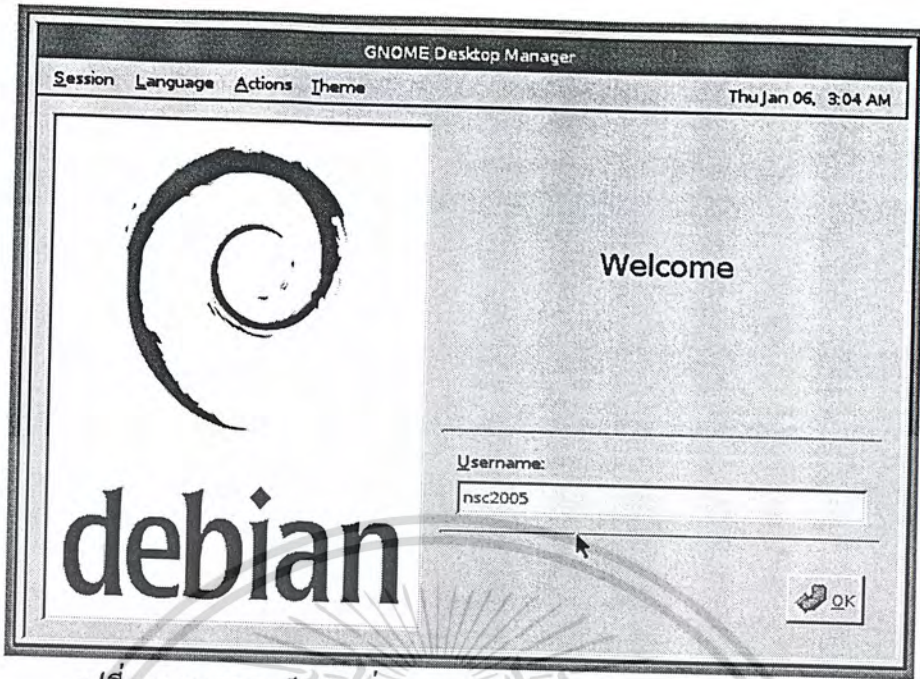 GNOME Desktop Manager
Session Language Actions Theme
Thu Jan 06, 3:04 AM
Welcome
Username:
nsc2005
OK
debian